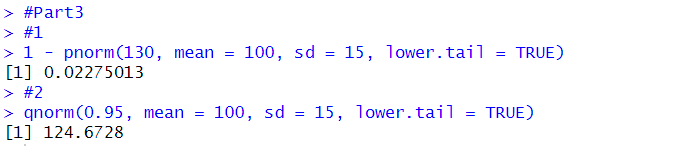 > #Part3
> #1
> 1 - pnorm(130, mean = 100, sd = 15, lower.tail = TRUE)
[1] 0.02275013
> #2
> qnorm(0.95, mean = 100, sd = 15, lower.tail = TRUE)
[1] 124.6728